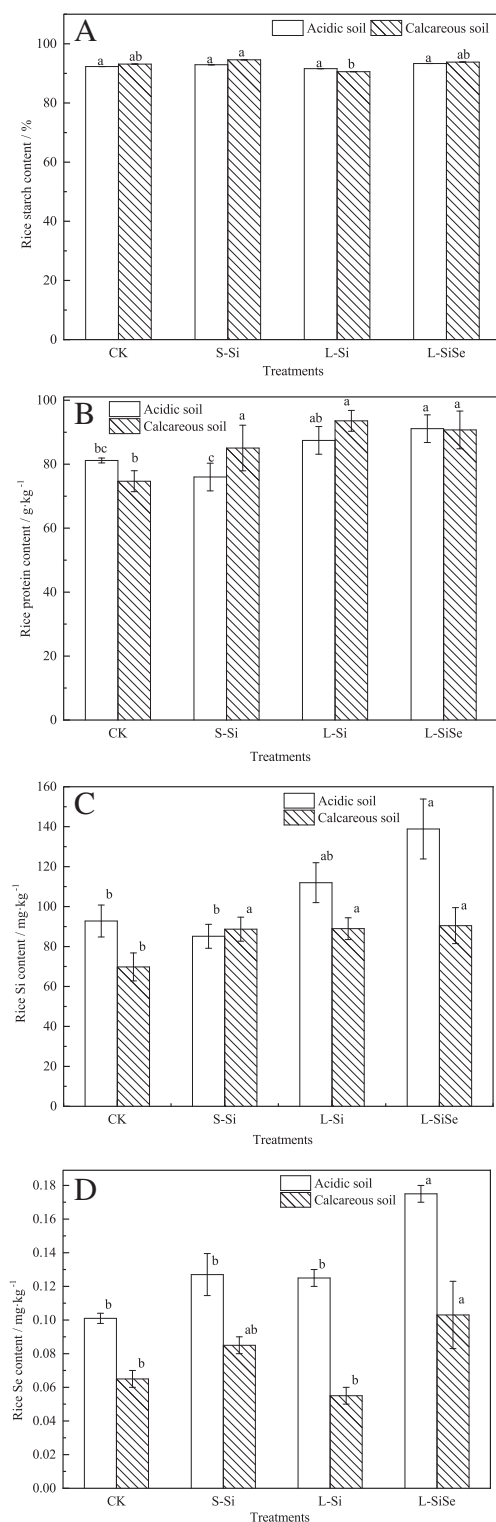 A
Acidic soil
Calcareous soil
a ab a a a b a a
100
80
60
40
20
0
Rice starch content / %
CK S-Si L-Si L-SiSe
Treatments
B
Acidic soil
Calcareous soil
bc b c a ab a a a
100
80
60
40
20
0
Rice protein content / g·kg⁻¹
CK S-Si L-Si L-SiSe
Treatments
C
Acidic soil
Calcareous soil
b b b a ab a a a
160
140
120
100
80
60
40
20
0
Rice Si content / mg·kg⁻¹
CK S-Si L-Si L-SiSe
Treatments
D
Acidic soil
Calcareous soil
b b b ab b b a a
0.18
0.16
0.14
0.12
0.10
0.08
0.06
0.04
0.02
0.00
Rice Se content / mg·kg⁻¹
CK S-Si L-Si L-SiSe
Treatments